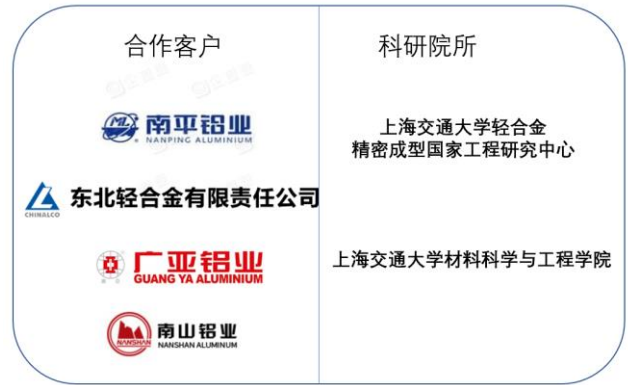 合作客户
科研院所
ML
南平铝业
NANPING ALUMINIUM
CHINALCO
东北轻合金有限责任公司
广亚铝业
GUANG YA ALUMINIUM
NANSHAN
南山铝业
NANSHAN ALUMINUM
上海交通大学轻合金
精密成型国家工程研究中心
上海交通大学材料科学与工程学院